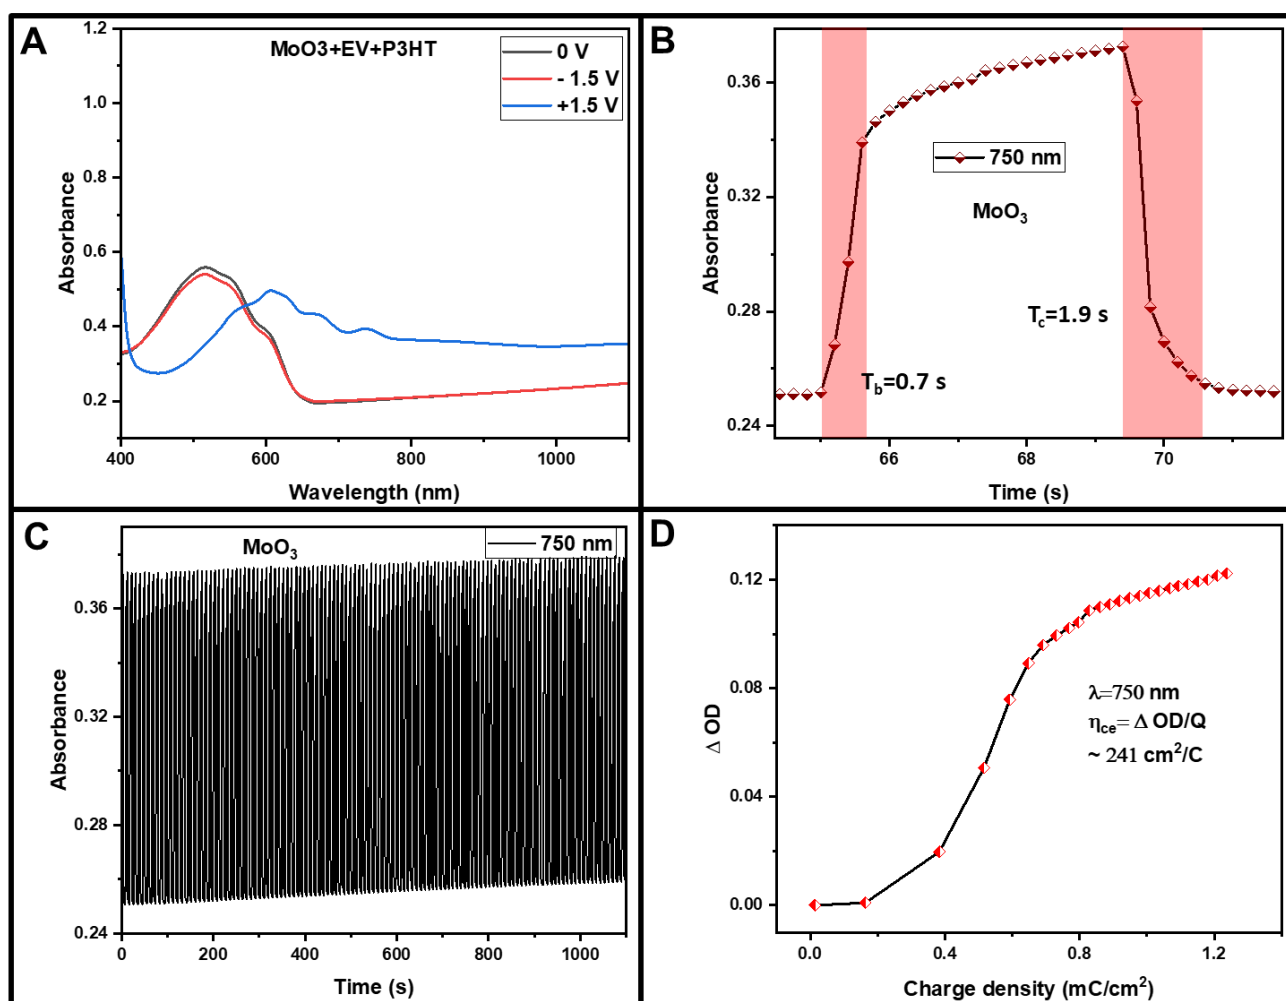 A
MoO3+EV+P3HT
0 V
- 1.5 V
+1.5 V
Absorbance
1.2
1.0
0.8
0.6
0.4
0.2
400
600
800
1000
Wavelength (nm)
B
Absorbance
0.36
0.32
0.28
0.24
750 nm
MoO₃
T_c=1.9 s
T_b=0.7 s
66
68
70
Time (s)
C
MoO₃
750 nm
Absorbance
0.36
0.32
0.28
0.24
0
200
400
600
800
1000
Time (s)
D
Δ OD
0.12
0.08
0.04
0.00
λ=750 nm
η_ce= Δ OD/Q
~ 241 cm²/C
0.0
0.4
0.8
1.2
Charge density (mC/cm²)